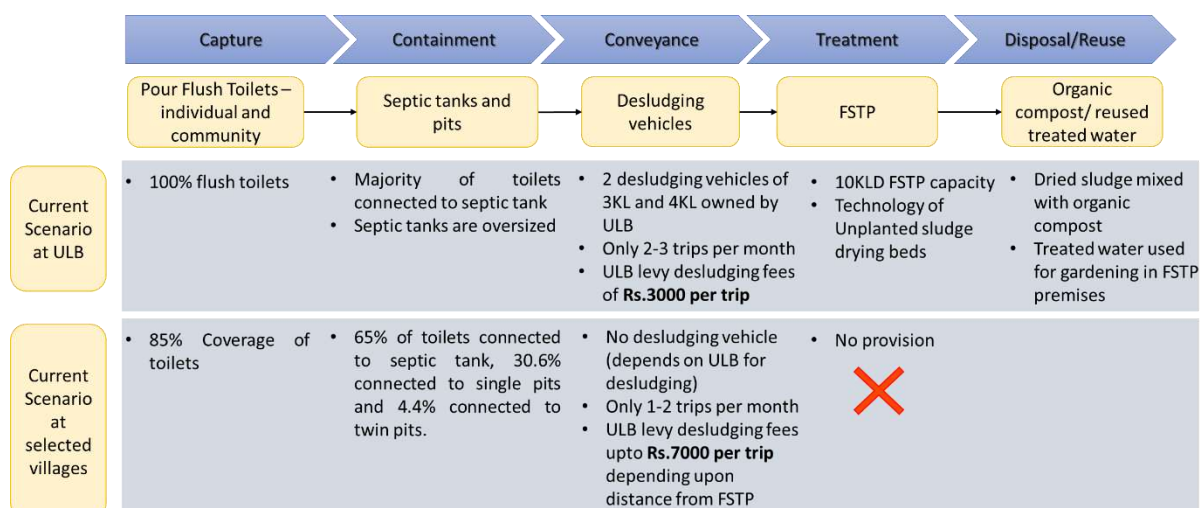 Capture
Containment
Conveyance
Treatment
Disposal/Reuse
Pour Flush Toilets –
individual and
community
Septic tanks and
pits
Desludging
vehicles
FSTP
Organic
compost/ reused
treated water
Current
Scenario
at ULB
• 100% flush toilets
• Majority of toilets
connected to septic tank
• Septic tanks are oversized
• 2 desludging vehicles of
3KL and 4KL owned by
ULB
• Only 2-3 trips per month
• ULB levy desludging fees
of Rs.3000 per trip
• 10KLD FSTP capacity
• Technology of
Unplanted sludge
drying beds
• Dried sludge mixed
with organic
compost
• Treated water used
for gardening in FSTP
premises
Current
Scenario
at
selected
villages
• 85% Coverage of
toilets
• 65% of toilets connected
to septic tank, 30.6%
connected to single pits
and 4.4% connected to
twin pits.
• No desludging vehicle
(depends on ULB for
desludging)
• Only 1-2 trips per month
• ULB levy desludging fees
upto Rs.7000 per trip
depending upon
distance from FSTP
• No provision